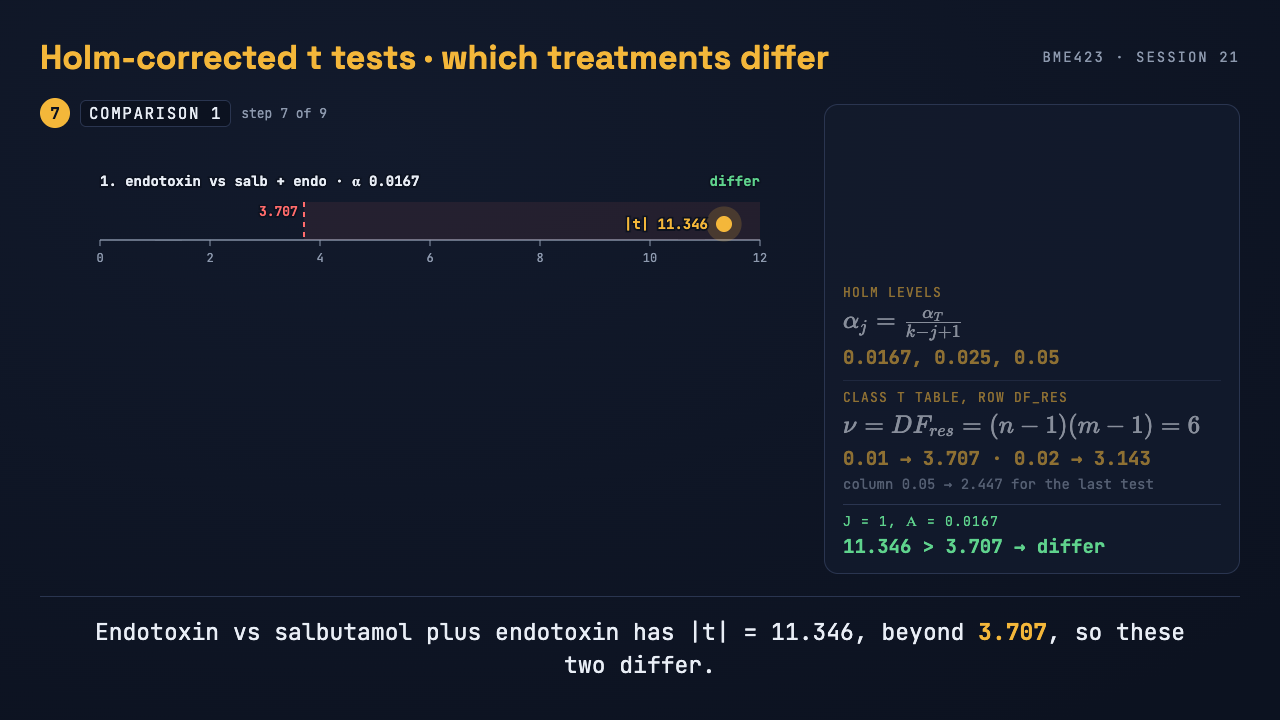 Holm-corrected t tests · which treatments differ
BME423 · SESSION 21
7 COMPARISON 1 step 7 of 9
1. endotoxin vs salb + endo · α 0.0167
differ
3.707
|t| 11.346
0 2 4 6 8 10 12
HOLM LEVELS
α_j = α_T / (k−j+1)
0.0167, 0.025, 0.05
CLASS T TABLE, ROW DF_RES
ν = DF_res = (n − 1)(m − 1) = 6
0.01 → 3.707 · 0.02 → 3.143
column 0.05 → 2.447 for the last test
J = 1, Α = 0.0167
11.346 > 3.707 → differ
Endotoxin vs salbutamol plus endotoxin has |t| = 11.346, beyond 3.707, so these
two differ.